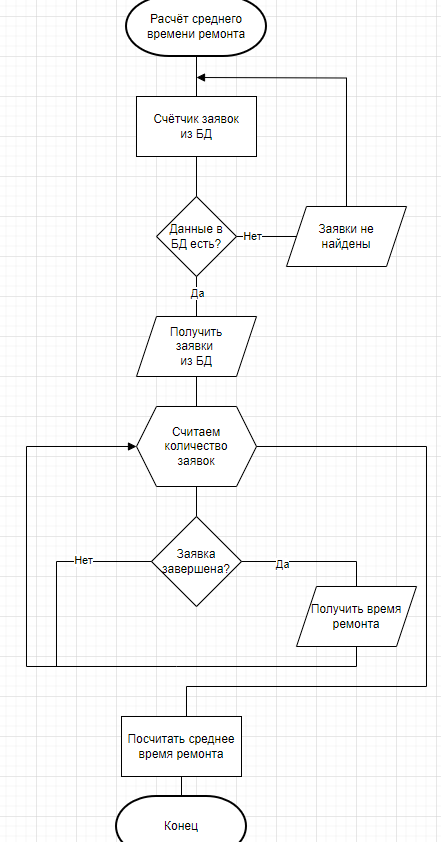 Расчёт среднего
времени ремонта
Счётчик заявок
из БД
Данные в
БД есть?
Нет
Заявки не
найдены
Да
Получить
заявки
из БД
Считаем
количество
заявок
Заявка
завершена?
Нет
Да
Получить время
ремонта
Посчитать среднее
время ремонта
Конец